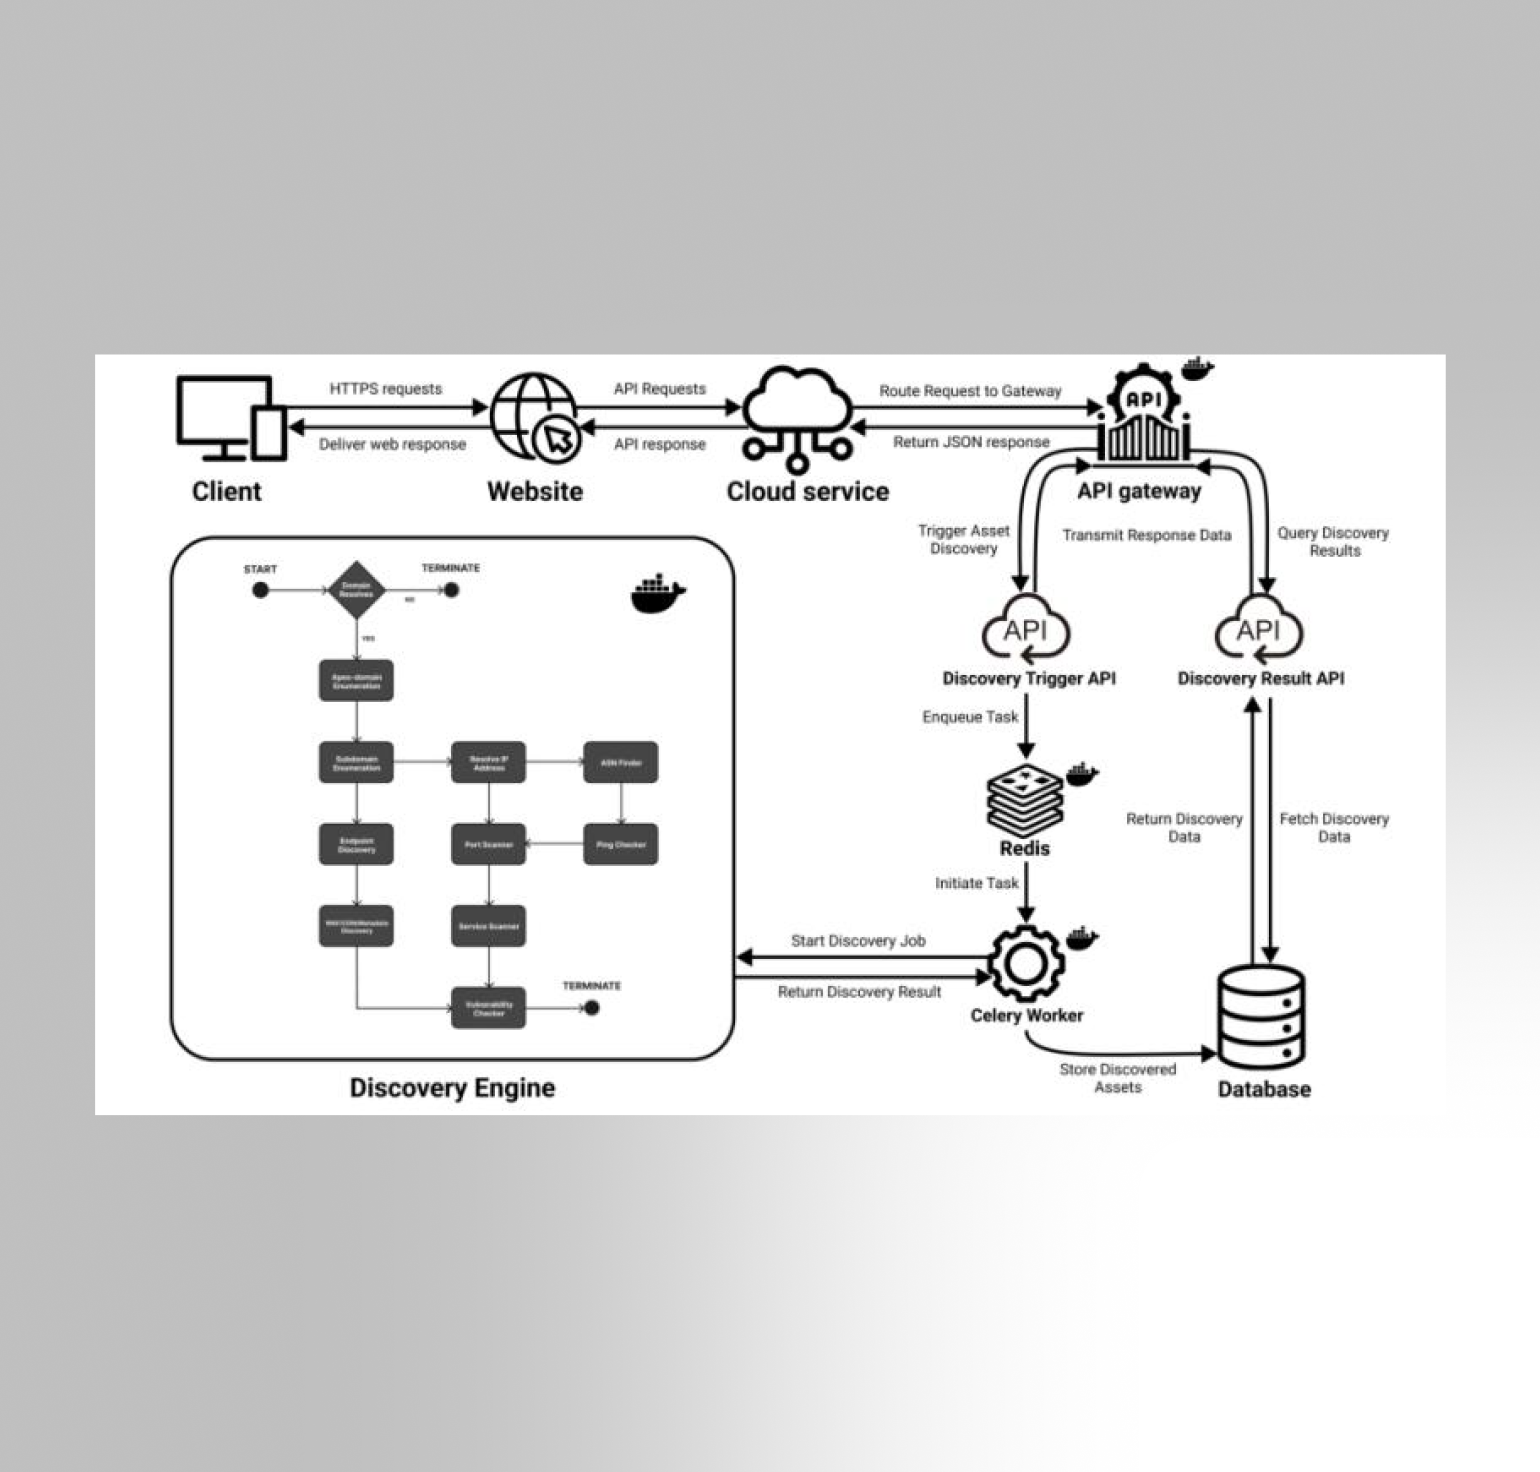 HTTPS requests
Deliver web response
Client
Website
API Requests
API response
Cloud service
Route Request to Gateway
Return JSON response
API
API gateway
Trigger Asset
Discovery
Transmit Response Data
Query Discovery
Results
API
Discovery Trigger API
API
Discovery Result API
Enqueue Task
Redis
Initiate Task
Return Discovery
Data
Fetch Discovery
Data
Start Discovery Job
Return Discovery Result
Celery Worker
Store Discovered
Assets
Database
START
Domain
Resolves
NO
TERMINATE
YES
Apex-domain
Enumeration
Subdomain
Enumeration
Resolve IP
Address
ASN Finder
Endpoint
Discovery
Port Scanner
Ping Checker
Discovery
Service Scanner
Vulnerability
Checker
TERMINATE
Discovery Engine